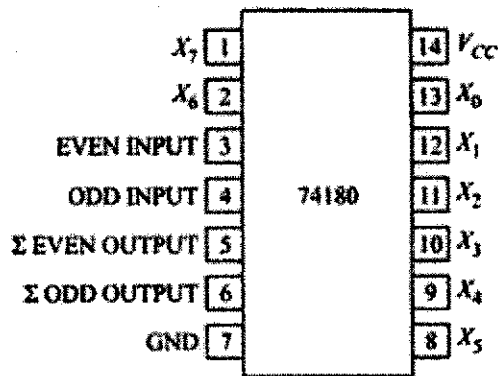 X₇ 1 14 V_CC
X₆ 2 13 X₀
EVEN INPUT 3 12 X₁
ODD INPUT 4 74180 11 X₂
Σ EVEN OUTPUT 5 10 X₃
Σ ODD OUTPUT 6 9 X₄
GND 7 8 X₅